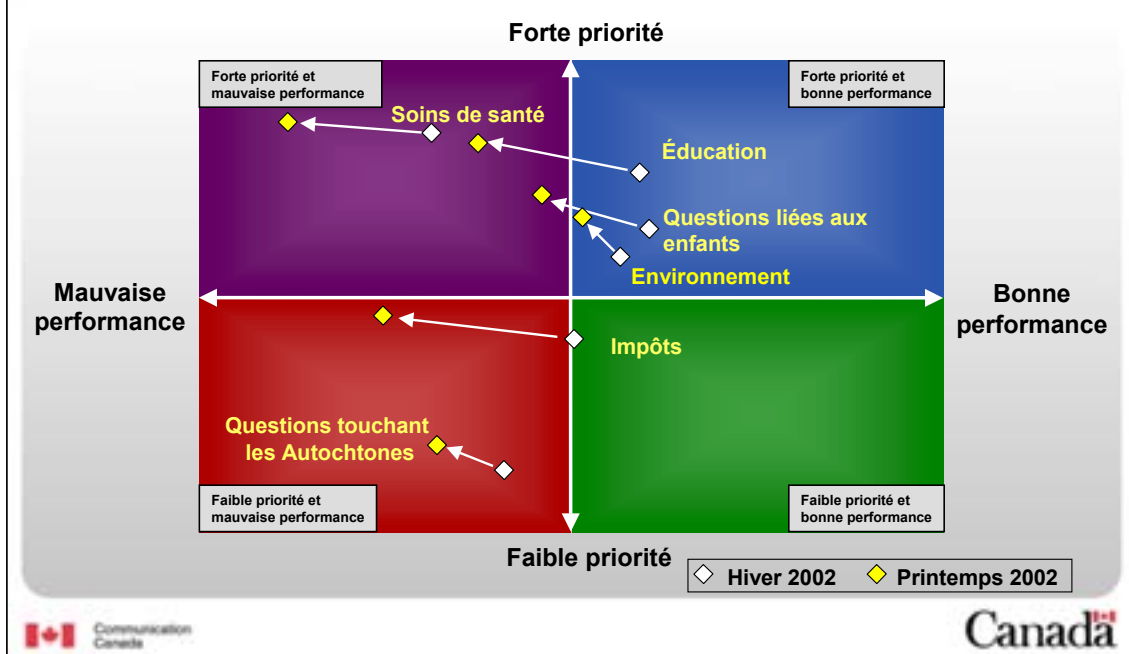 Forte priorité
Forte priorité et
mauvaise performance
Forte priorité et
bonne performance
Soins de santé
Éducation
Questions liées aux
enfants
Environnement
Mauvaise
performance
Bonne
performance
Impôts
Questions touchant
les Autochtones
Faible priorité et
mauvaise performance
Faible priorité et
bonne performance
Faible priorité
Hiver 2002
Printemps 2002
Communication
Canada
Canada